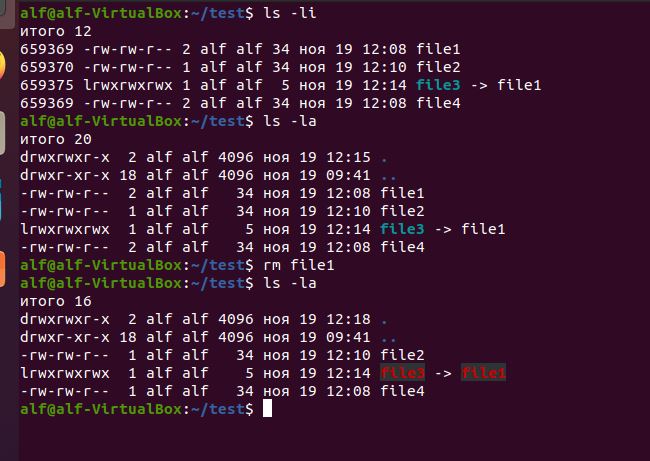 alf@alf-VirtualBox:~/test$ ls -li
итого 12
659369 -rw-rw-r-- 2 alf alf 34 ноя 19 12:08 file1
659370 -rw-rw-r-- 1 alf alf 34 ноя 19 12:10 file2
659375 lrwxrwxrwx 1 alf alf  5 ноя 19 12:14 file3 -> file1
659369 -rw-rw-r-- 2 alf alf 34 ноя 19 12:08 file4
alf@alf-VirtualBox:~/test$ ls -la
итого 20
drwxrwxr-x  2 alf alf 4096 ноя 19 12:15 .
drwxr-xr-x 18 alf alf 4096 ноя 19 09:41 ..
-rw-rw-r--  2 alf alf   34 ноя 19 12:08 file1
-rw-rw-r--  1 alf alf   34 ноя 19 12:10 file2
lrwxrwxrwx  1 alf alf    5 ноя 19 12:14 file3 -> file1
-rw-rw-r--  2 alf alf   34 ноя 19 12:08 file4
alf@alf-VirtualBox:~/test$ rm file1
alf@alf-VirtualBox:~/test$ ls -la
итого 16
drwxrwxr-x  2 alf alf 4096 ноя 19 12:18 .
drwxr-xr-x 18 alf alf 4096 ноя 19 09:41 ..
-rw-rw-r--  1 alf alf   34 ноя 19 12:10 file2
lrwxrwxrwx  1 alf alf    5 ноя 19 12:14 file3 -> file1
-rw-rw-r--  1 alf alf   34 ноя 19 12:08 file4
alf@alf-VirtualBox:~/test$